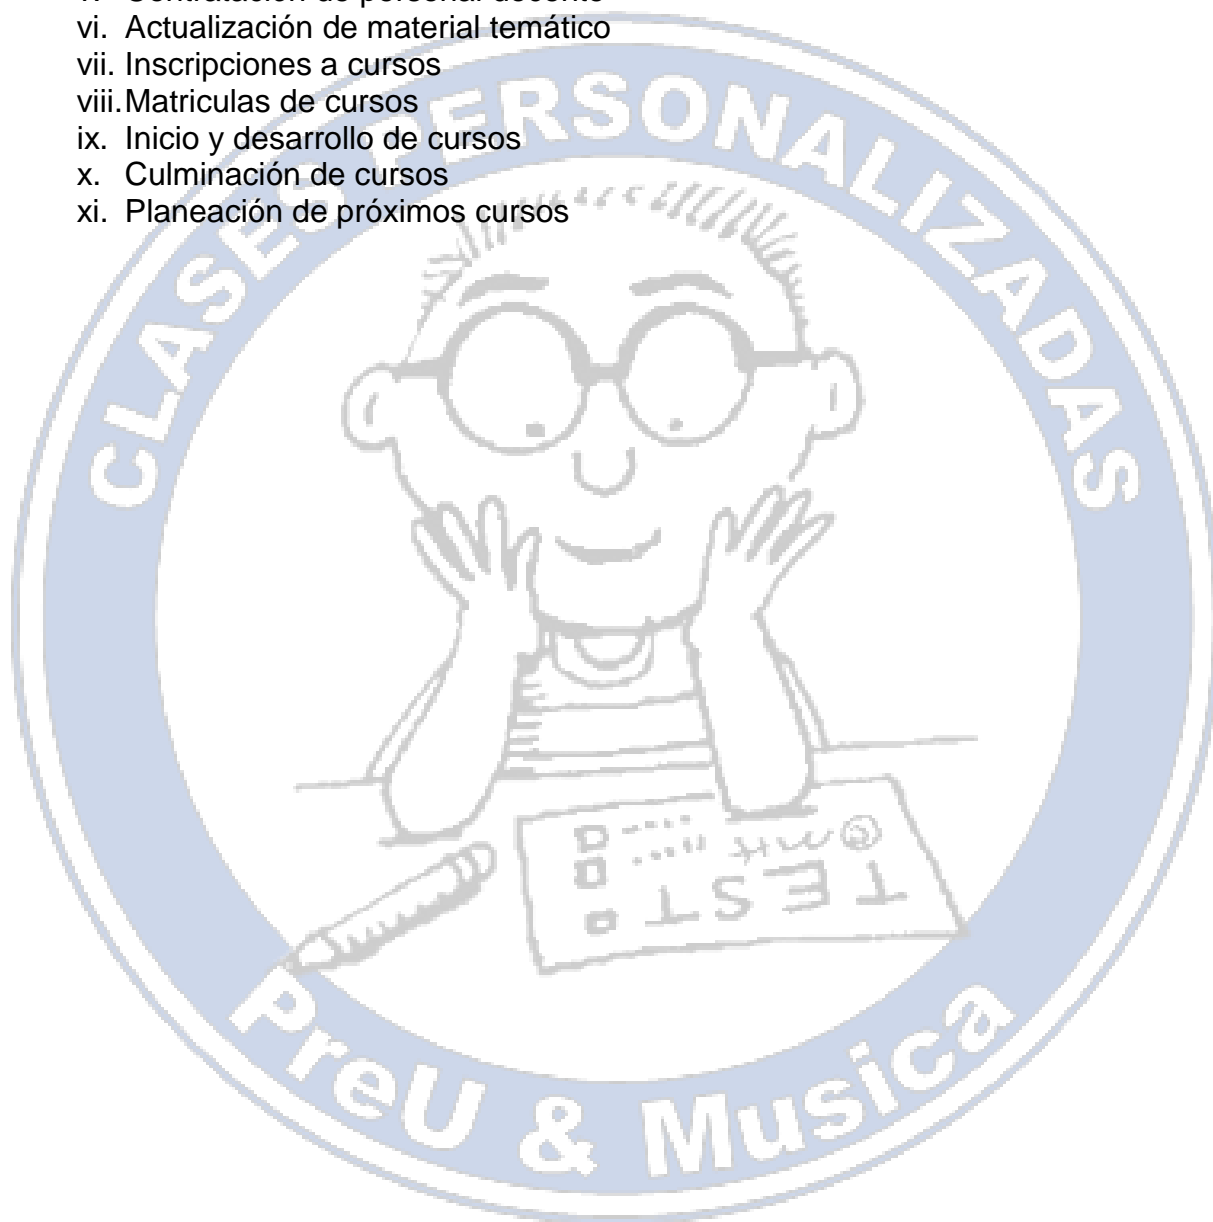 vi. Actualización de material temático
vii. Inscripciones a cursos
viii.Matriculas de cursos
ix. Inicio y desarrollo de cursos
x. Culminación de cursos
xi. Planeación de próximos cursos
CLASES PERSONALIZADAS
TEST
PreU & Musica